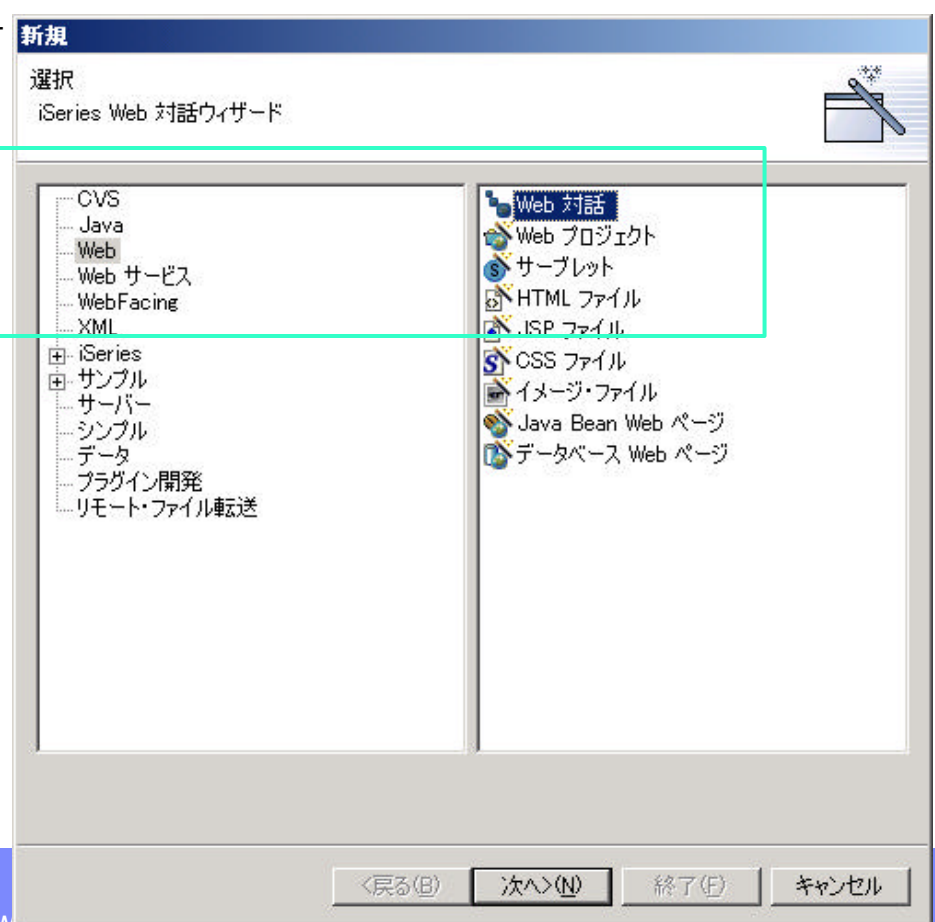 新規
選択
iSeries Web 対話ウィザード
CVS
Java
Web
Web サービス
WebFacing
XML
iSeries
サンプル
サーバー
シンプル
データ
プラグイン開発
リモート・ファイル転送
Web 対話
Web プロジェクト
サーブレット
HTML ファイル
JSP ファイル
CSS ファイル
イメージ・ファイル
Java Bean Web ページ
データベース Web ページ
<戻る(B)
次へ>(N)
終了(F)
キャンセル
W